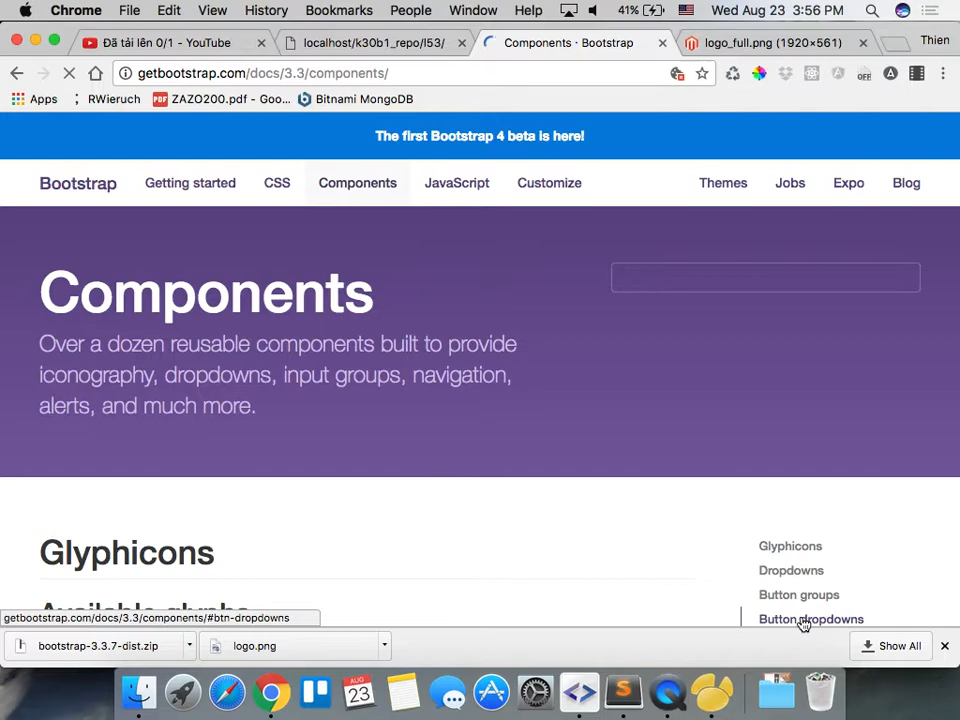 Chrome File Edit View History Bookmarks People Window Help 41% Wed Aug 23 3:56 PM
Đã tải lên 0/1 - YouTube
localhost/k30b1_repo/l53/
Components · Bootstrap
logo_full.png (1920×561)
Thien
getbootstrap.com/docs/3.3/components/
OFF
Apps
RWieruch
PDF ZAZO200.pdf - Goo...
Bitnami MongoDB
The first Bootstrap 4 beta is here!
Bootstrap Getting started CSS Components JavaScript Customize Themes Jobs Expo Blog
Components
Over a dozen reusable components built to provide
iconography, dropdowns, input groups, navigation,
alerts, and much more.
Glyphicons
Available glyphs
Glyphicons
Dropdowns
Button groups
Button dropdowns
getbootstrap.com/docs/3.3/components/#btn-dropdowns
bootstrap-3.3.7-dist.zip
logo.png
Show All
AUG
23